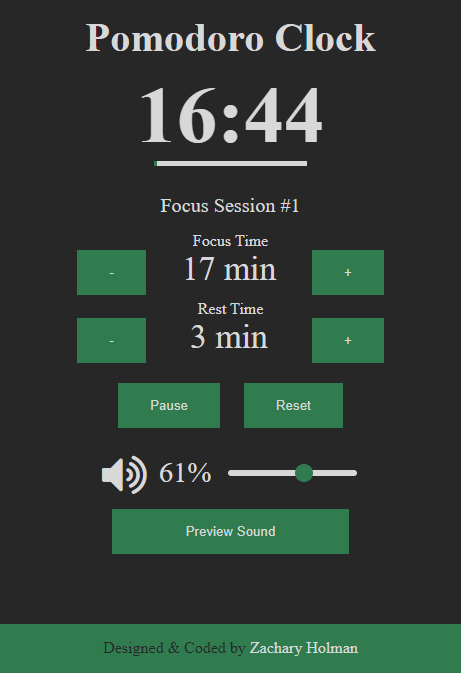 Pomodoro Clock
16:44
Focus Session #1
Focus Time
- 17 min +
Rest Time
- 3 min +
Pause Reset
61%
Preview Sound
Designed & Coded by Zachary Holman